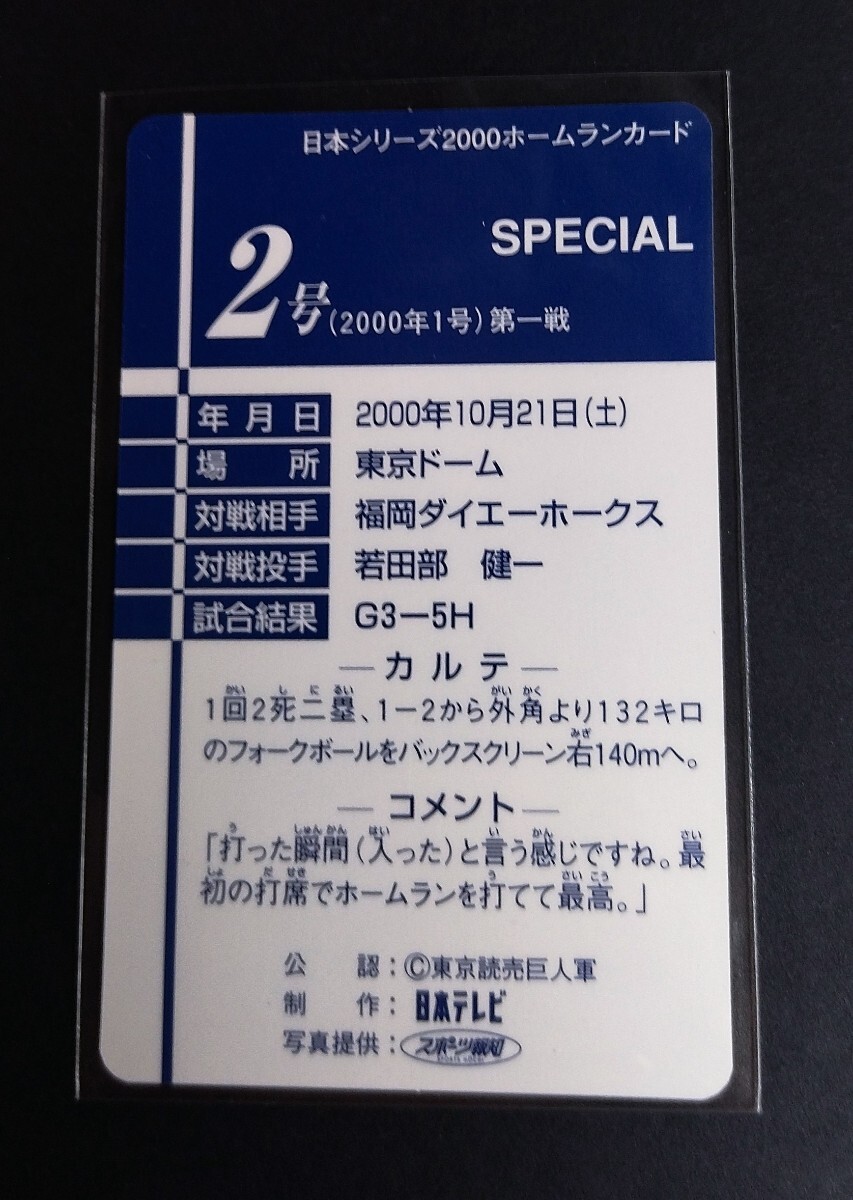 日本シリーズ2000ホームランカード
SPECIAL
2号(2000年1号)第一戦
年月日 2000年10月21日(土)
場所 東京ドーム
対戦相手 福岡ダイエーホークス
対戦投手 若田部 健一
試合結果 G3ー5H
カルテ
1回2死二塁、1ー2から外角より132キロ
のフォークボールをバックスクリーン右140mへ。
コメント
「打った瞬間(入った)と言う感じですね。最
初の打席でホームランを打てて最高。」
公認:©東京読売巨人軍
制作:日本テレビ
写真提供:スポーツ報知